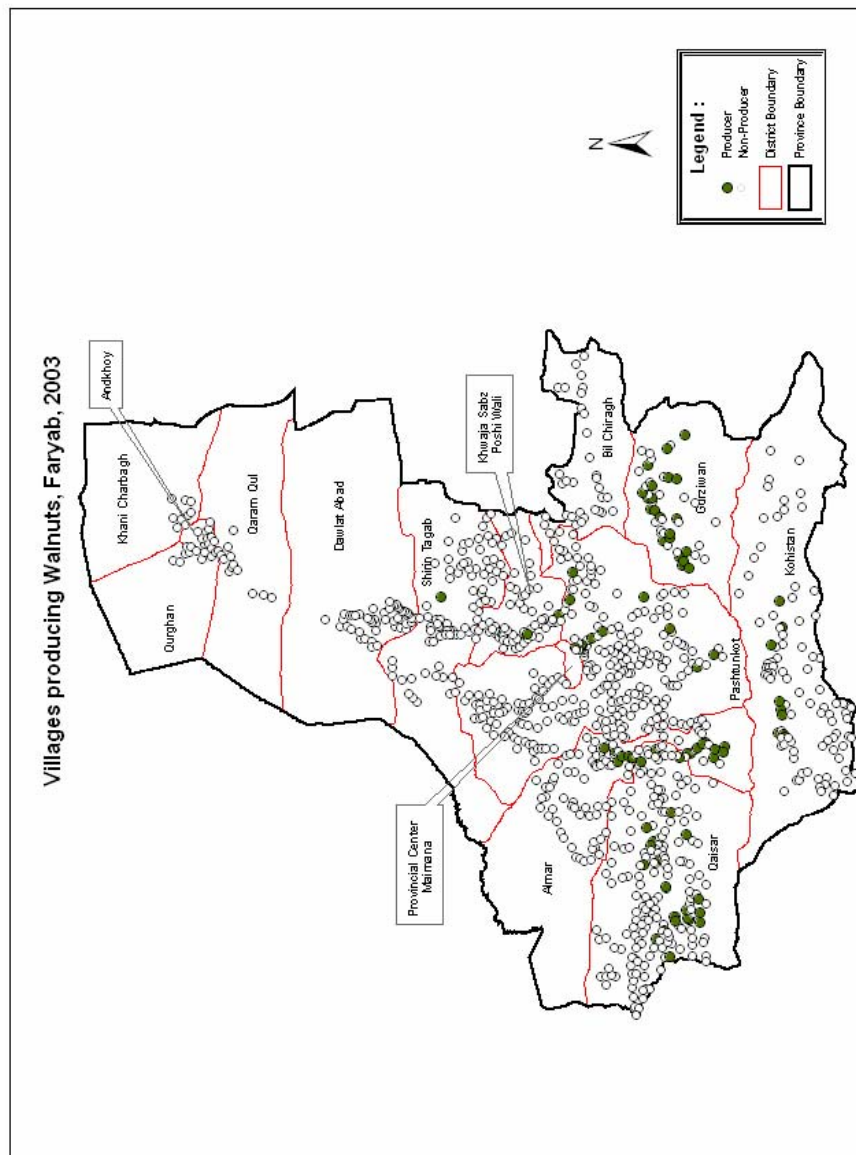 Villages producing Walnuts, Faryab, 2003
Andkhoy
Khani Charbagh
Qurghan
Qaram Qul
Dawlat Abad
Shirin Tagab
Khwaja Sabz
Poshi Wali
Bil Chiragh
Provincial Center
Maimana
Almar
Gurziwan
Pashtunkot
Kohistan
Qaisar
N
Legend :
Producer
Non-Producer
District Boundary
Province Boundary